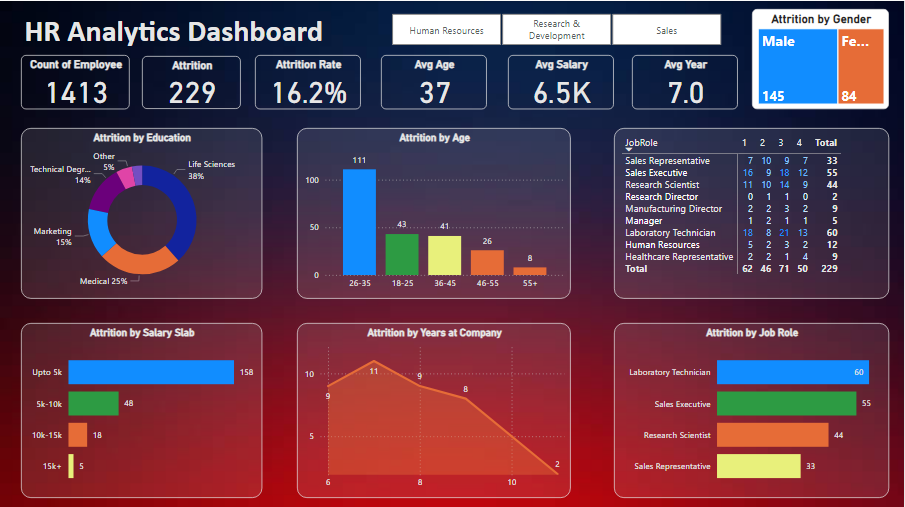 HR Analytics Dashboard
Human Resources
Research &
Development
Sales
Attrition by Gender
Male
Fe...
145
84
Count of Employee
1413
Attrition
229
Attrition Rate
16.2%
Avg Age
37
Avg Salary
6.5K
Avg Year
7.0
Attrition by Education
Other
5%
Life Sciences
38%
Technical Degr...
14%
Marketing
15%
Medical 25%
Attrition by Age
100
50
0
111
43
41
26
8
26-35 18-25 36-45 46-55 55+
JobRole 1 2 3 4 Total
Sales Representative 7 10 9 7 33
Sales Executive 16 9 18 12 55
Research Scientist 11 10 14 9 44
Research Director 0 1 1 0 2
Manufacturing Director 2 2 3 2 9
Manager 1 2 1 1 5
Laboratory Technician 18 8 21 13 60
Human Resources 5 2 3 2 12
Healthcare Representative 2 2 1 4 9
Total 62 46 71 50 229
Attrition by Salary Slab
Upto 5k 158
5k-10k 48
10k-15k 18
15k+ 5
Attrition by Years at Company
10
5
9
11
9
8
2
6 8 10
Attrition by Job Role
Laboratory Technician 60
Sales Executive 55
Research Scientist 44
Sales Representative 33